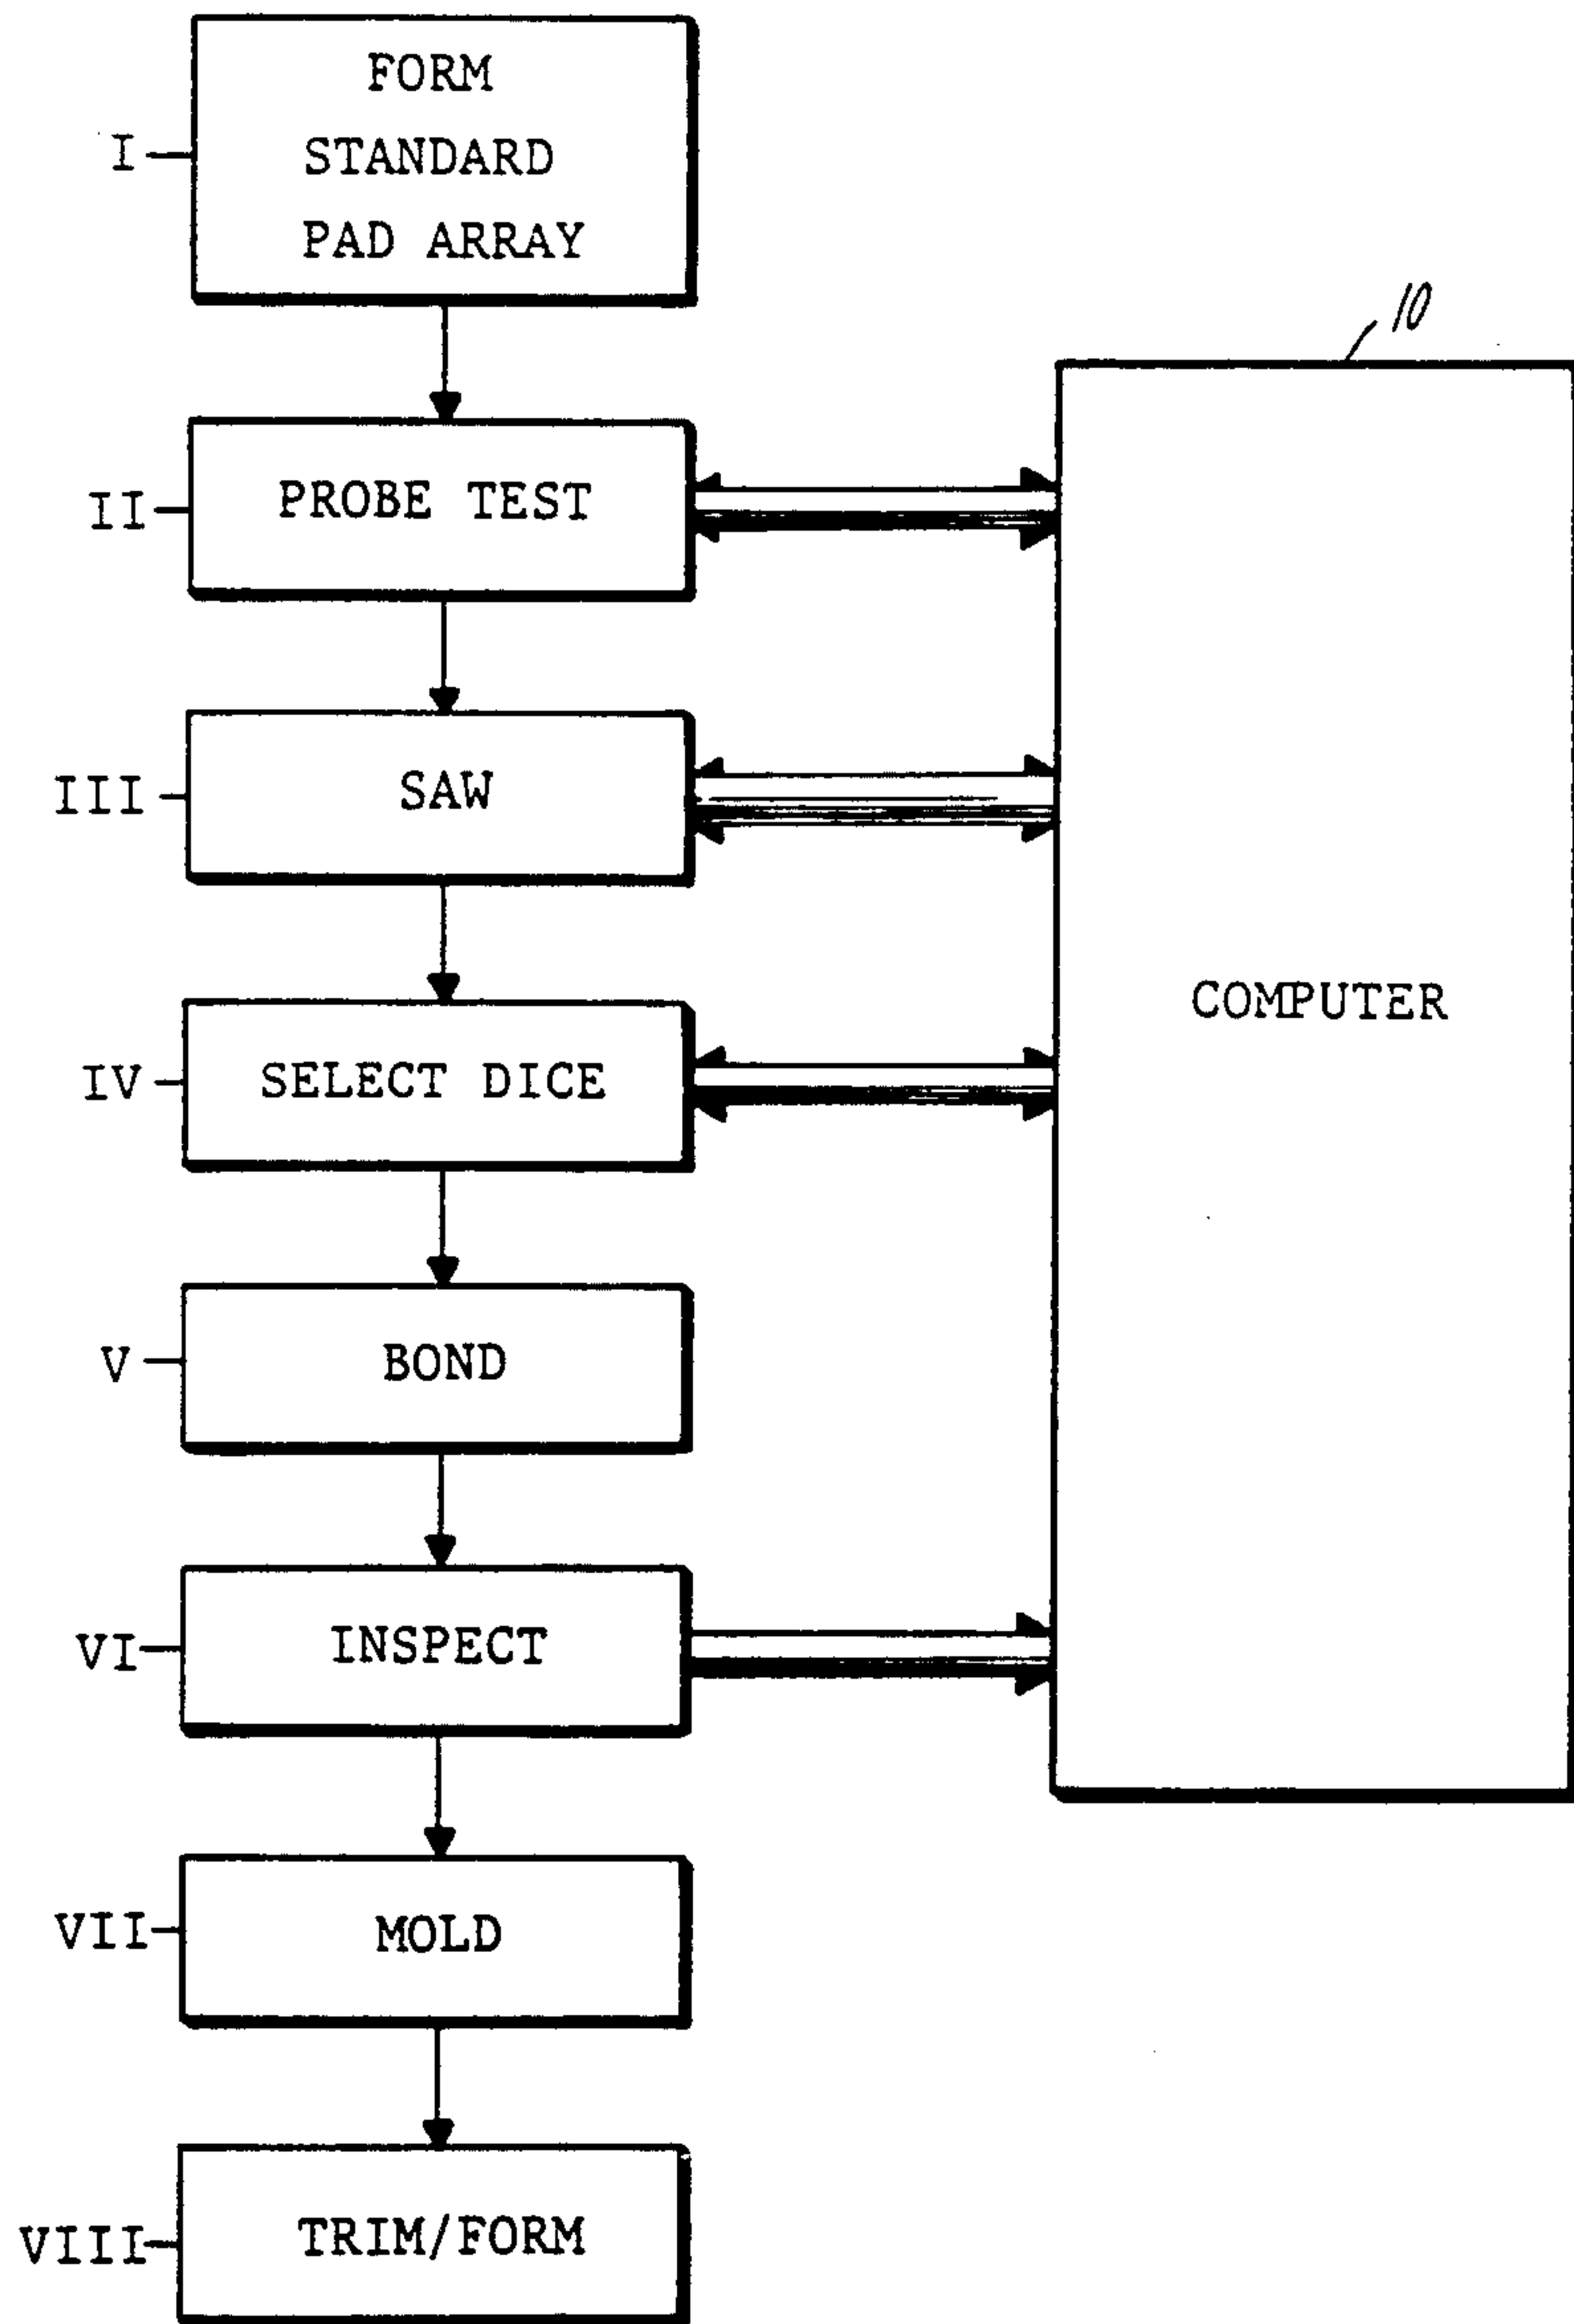 FORM
STANDARD
PAD ARRAY
I
10
PROBE TEST
II
SAW
III
COMPUTER
SELECT DICE
IV
BOND
V
INSPECT
VI
MOLD
VII
TRIM/FORM
VIII